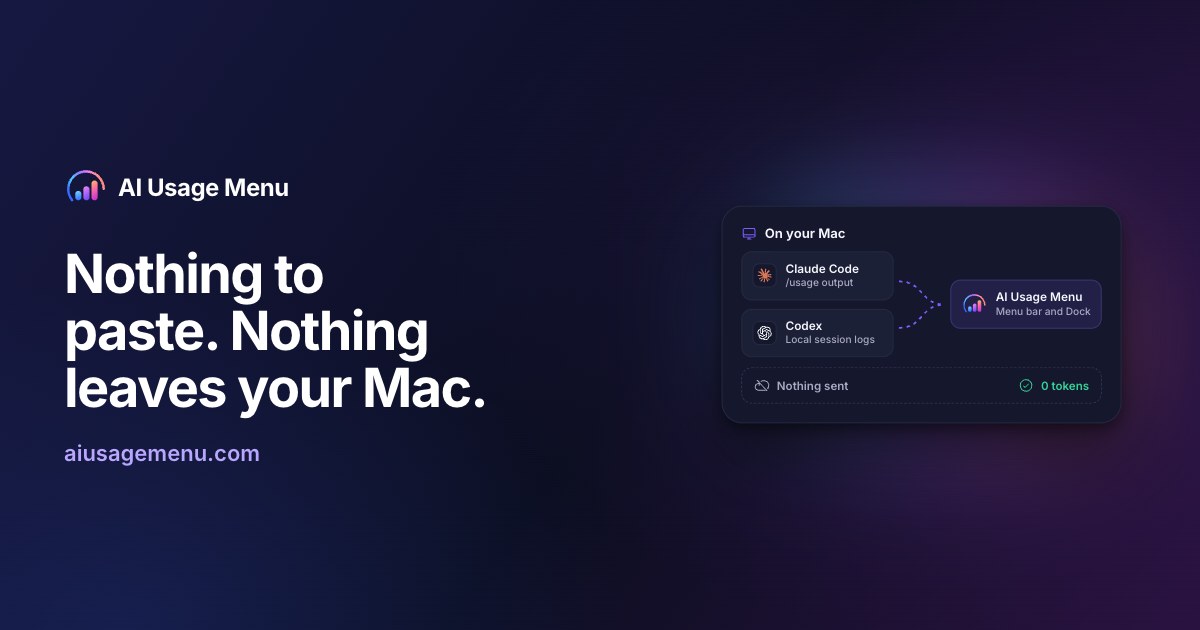 AI Usage Menu
Nothing to
paste. Nothing
leaves your Mac.
aiusagemenu.com
On your Mac
Claude Code
/usage output
Codex
Local session logs
AI Usage Menu
Menu bar and Dock
Nothing sent
0 tokens